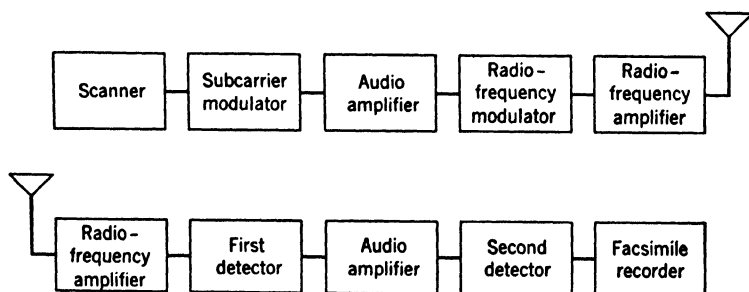 Scanner
Subcarrier
modulator
Audio
amplifier
Radio-
frequency
modulator
Radio-
frequency
amplifier
Radio-
frequency
amplifier
First
detector
Audio
amplifier
Second
detector
Facsimile
recorder